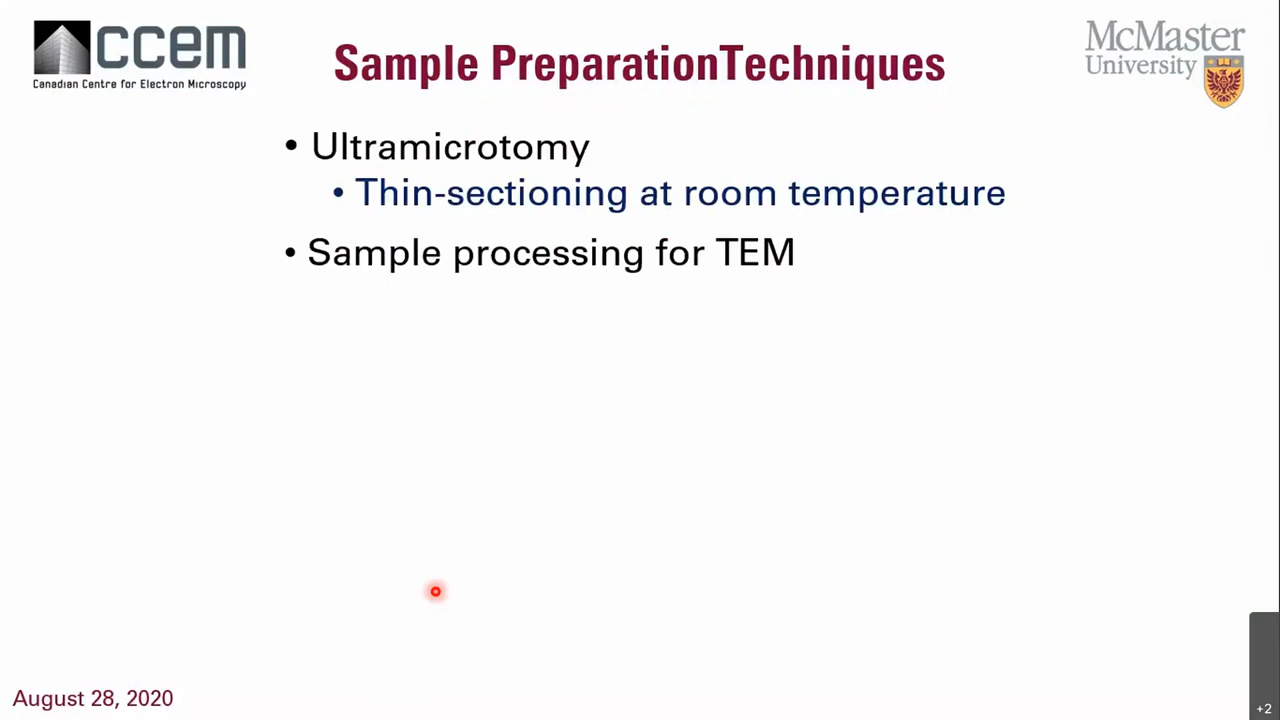 ccem
Canadian Centre for Electron Microscopy
Sample PreparationTechniques
McMaster
University
• Ultramicrotomy
• Thin-sectioning at room temperature
• Sample processing for TEM
August 28, 2020
+2